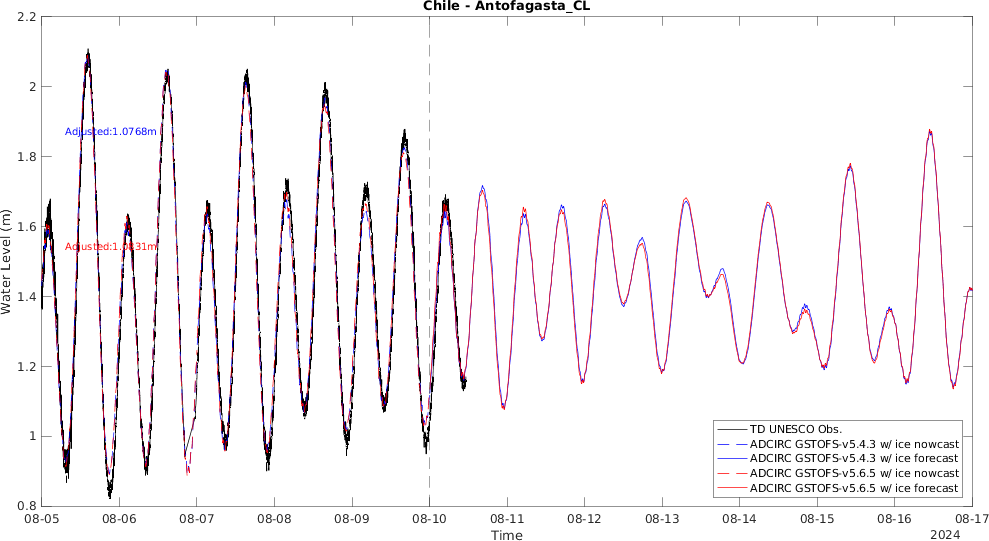 Chile - Antofagasta_CL
2.2
2
1.8
1.6
1.4
1.2
1
0.8
Water Level (m)
Adjusted:1.0768m
Adjusted:1.0831m
TD UNESCO Obs.
ADCIRC GSTOFS-v5.4.3 w/ ice nowcast
ADCIRC GSTOFS-v5.4.3 w/ ice forecast
ADCIRC GSTOFS-v5.6.5 w/ ice nowcast
ADCIRC GSTOFS-v5.6.5 w/ ice forecast
08-05 08-06 08-07 08-08 08-09 08-10 08-11 08-12 08-13 08-14 08-15 08-16 08-17
Time
2024